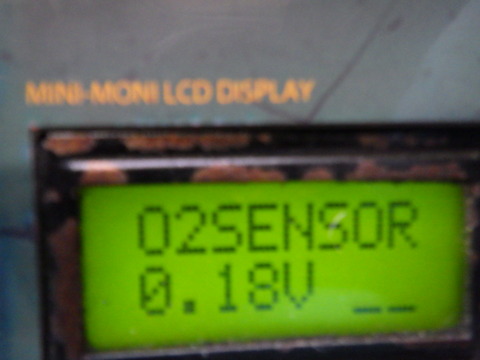 MINI-MONI LCD DISPLAY
O2SENSOR
0.18V __